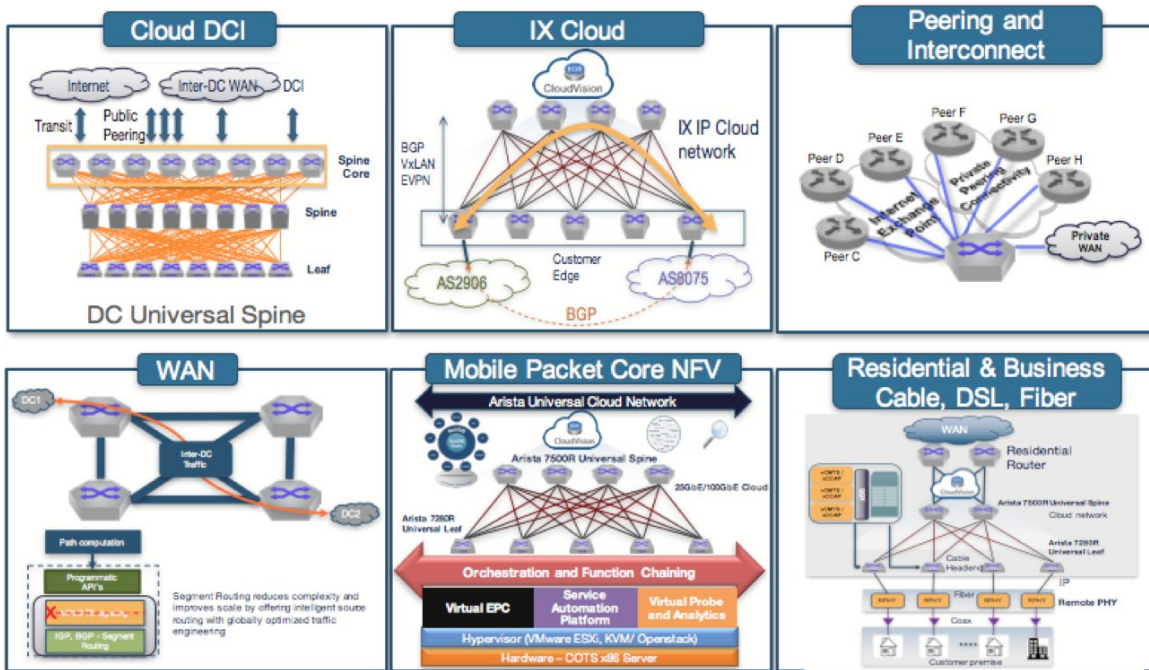 Cloud DCI
Internet
Inter-DC WAN
DCI
Transit
Public
Peering
Spine
Core
Spine
Leaf
DC Universal Spine
IX Cloud
EOS
CloudVision
BGP
VxLAN
EVPN
IX IP Cloud
network
Customer
Edge
AS2906
AS8075
BGP
Peering and
Interconnect
Peer F
Peer G
Peer E
Peer D
Peer H
Peer C
Internet
Exchange
Point
Private
Peering
Connectivity
Private
WAN
WAN
DC1
Inter-DC
Traffic
DC2
Path computation
Programmatic
API's
IGP, BGP - Segment
Routing
Segment Routing reduces complexity and
improves scale by offering intelligent source
routing with globally optimized traffic
engineering
Mobile Packet Core NFV
Arista Universal Cloud Network
CloudVision
Arista 7500R Universal Spine
25GbE/100GbE Cloud
Arista 7280R
Universal Leaf
Orchestration and Function Chaining
Virtual EPC
Service
Automation
Platform
Virtual Probe
and Analytics
Hypervisor (VMware ESXi, KVM/ Openstack)
Hardware – COTS x86 Server
Residential & Business
Cable, DSL, Fiber
WAN
Residential
Router
CloudVision
vCMTS /
vCCAP
vCMTS /
vCCAP
vCMTS /
vCCAP
Arista 7500R Universal Spine
Cloud network
Arista 7280R
Universal Leaf
Cable
Headend
IP
Fiber
Remote PHY
Coax
Customer premise